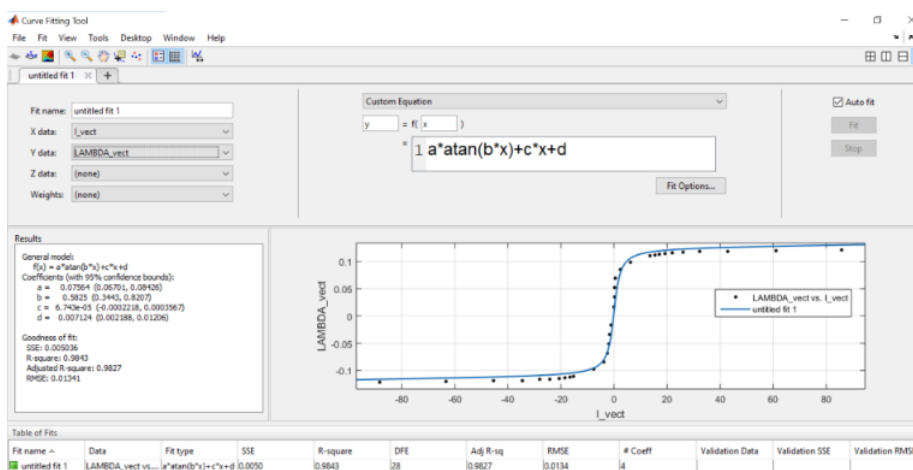 Curve Fitting Tool
File Fit View Tools Desktop Window Help
untitled fit 1
Fit name: untitled fit 1
X data: I_vect
Y data: LAMBDA_vect
Z data: (none)
Weights: (none)
Custom Equation
y = f( x )
= 1 a*atan(b*x)+c*x+d
Fit Options...
Auto fit
Fit
Stop
Results
General model:
f(x) = a*atan(b*x)+c*x+d
Coefficients (with 95% confidence bounds):
a = 0.07564 (0.06701, 0.08426)
b = 0.5825 (0.3443, 0.8207)
c = 6.743e-05 (-0.0002218, 0.0003567)
d = 0.007124 (0.002188, 0.01206)
Goodness of fit:
SSE: 0.005036
R-square: 0.9843
Adjusted R-square: 0.9827
RMSE: 0.01341
LAMBDA_vect
0.1
0.05
0
-0.05
-0.1
LAMBDA_vect vs. I_vect
untitled fit 1
-80 -60 -40 -20 0 20 40 60 80
I_vect
Table of Fits
Fit name Data Fit type SSE R-square DFE Adj R-sq RMSE # Coeff Validation Data Validation SSE Validation RMSE
untitled fit 1 LAMBDA_vect vs.... a*atan(b*x)+c*x+d 0.0050 0.9843 28 0.9827 0.0134 4